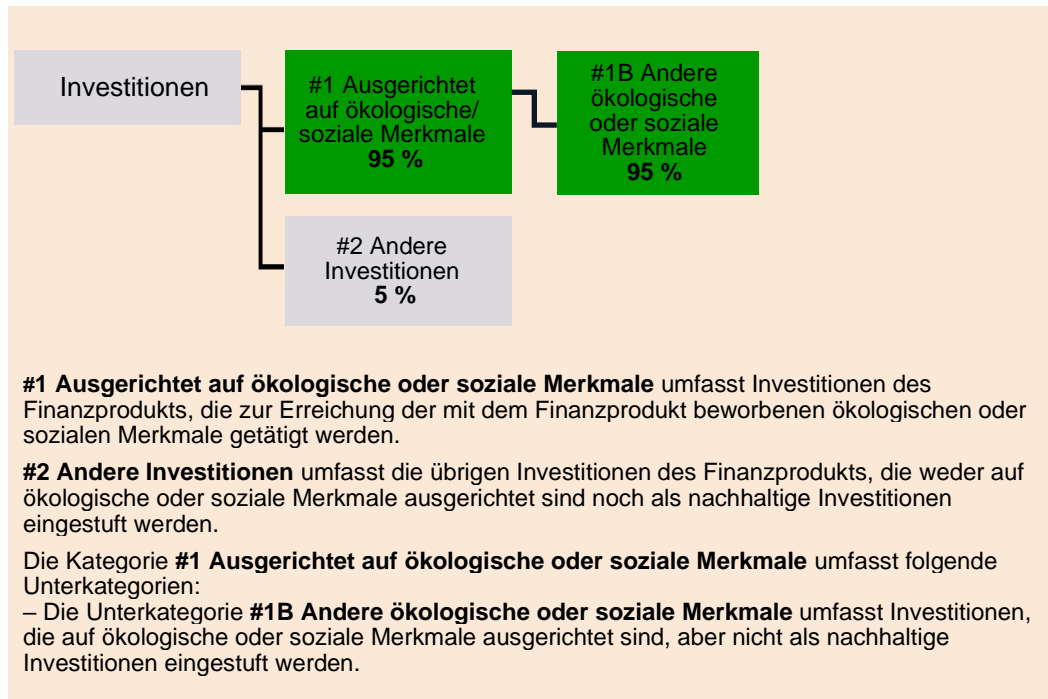 Investitionen
#1 Ausgerichtet
auf ökologische/
soziale Merkmale
95 %
#1B Andere
ökologische
oder soziale
Merkmale
95 %
#2 Andere
Investitionen
5 %
#1 Ausgerichtet auf ökologische oder soziale Merkmale umfasst Investitionen des
Finanzprodukts, die zur Erreichung der mit dem Finanzprodukt beworbenen ökologischen oder
sozialen Merkmale getätigt werden.
#2 Andere Investitionen umfasst die übrigen Investitionen des Finanzprodukts, die weder auf
ökologische oder soziale Merkmale ausgerichtet sind noch als nachhaltige Investitionen
eingestuft werden.
Die Kategorie #1 Ausgerichtet auf ökologische oder soziale Merkmale umfasst folgende
Unterkategorien:
– Die Unterkategorie #1B Andere ökologische oder soziale Merkmale umfasst Investitionen,
die auf ökologische oder soziale Merkmale ausgerichtet sind, aber nicht als nachhaltige
Investitionen eingestuft werden.